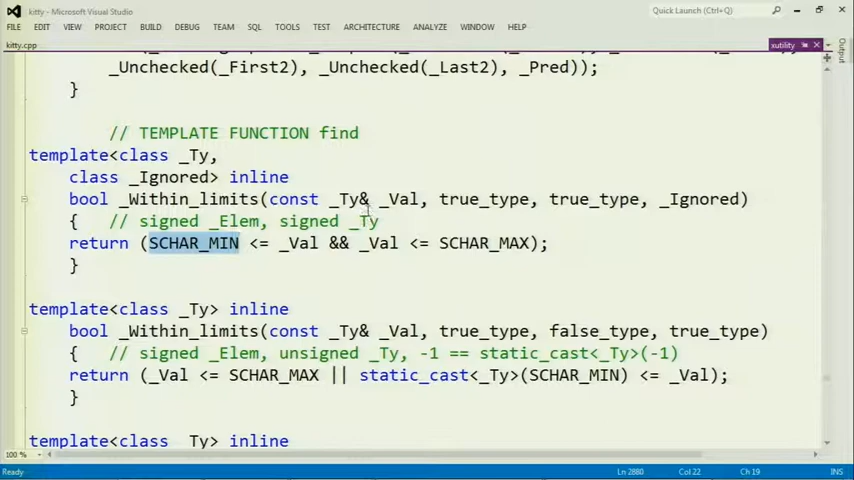 kitty - Microsoft Visual Studio
Quick Launch (Ctrl+Q)
FILE EDIT VIEW PROJECT BUILD DEBUG TEAM SQL TOOLS TEST ARCHITECTURE ANALYZE WINDOW HELP
kitty.cpp xutility
Output
_Unchecked(_First2), _Unchecked(_Last2), _Pred));
}
// TEMPLATE FUNCTION find
template<class _Ty,
class _Ignored> inline
bool _Within_limits(const _Ty& _Val, true_type, true_type, _Ignored)
{ // signed _Elem, signed _Ty
return (SCHAR_MIN <= _Val && _Val <= SCHAR_MAX);
}
template<class _Ty> inline
bool _Within_limits(const _Ty& _Val, true_type, false_type, true_type)
{ // signed _Elem, unsigned _Ty, -1 == static_cast<_Ty>(-1)
return (_Val <= SCHAR_MAX || static_cast<_Ty>(SCHAR_MIN) <= _Val);
}
template<class _Ty> inline
100 %
Ready Ln 2880 Col 22 Ch 19 INS